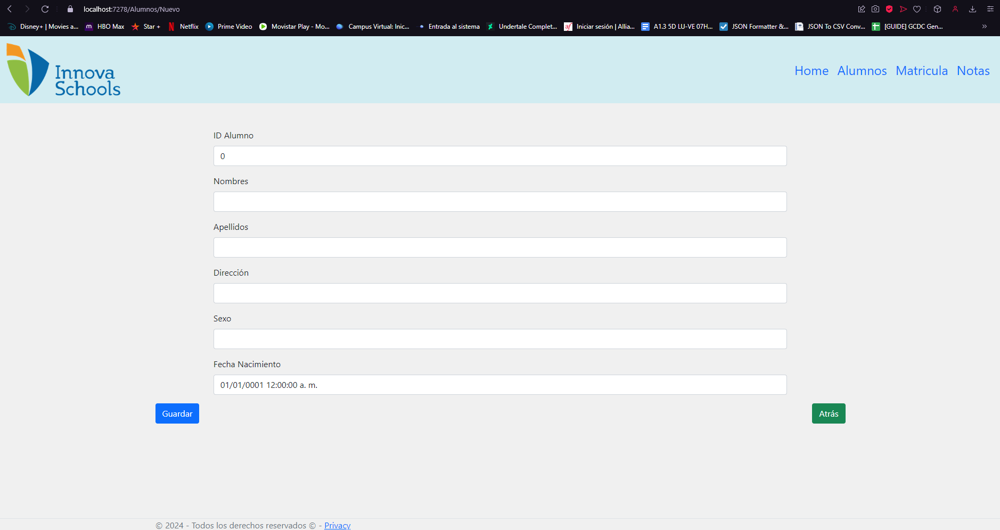 localhost:7278/Alumnos/Nuevo
Disney+ | Movies a... HBO Max Star + Netflix Prime Video Movistar Play - Mo... Campus Virtual: Inic... Entrada al sistema Undertale Complet... Iniciar sesión | Allia... A1.3 5D LU-VE 07H... JSON Formatter &... JSON To CSV Conv... [GUIDE] GCDC Gen... »
Innova
Schools
Home Alumnos Matricula Notas
ID Alumno
0
Nombres
Apellidos
Dirección
Sexo
Fecha Nacimiento
01/01/0001 12:00:00 a. m.
Guardar Atrás
© 2024 - Todos los derechos reservados © - Privacy